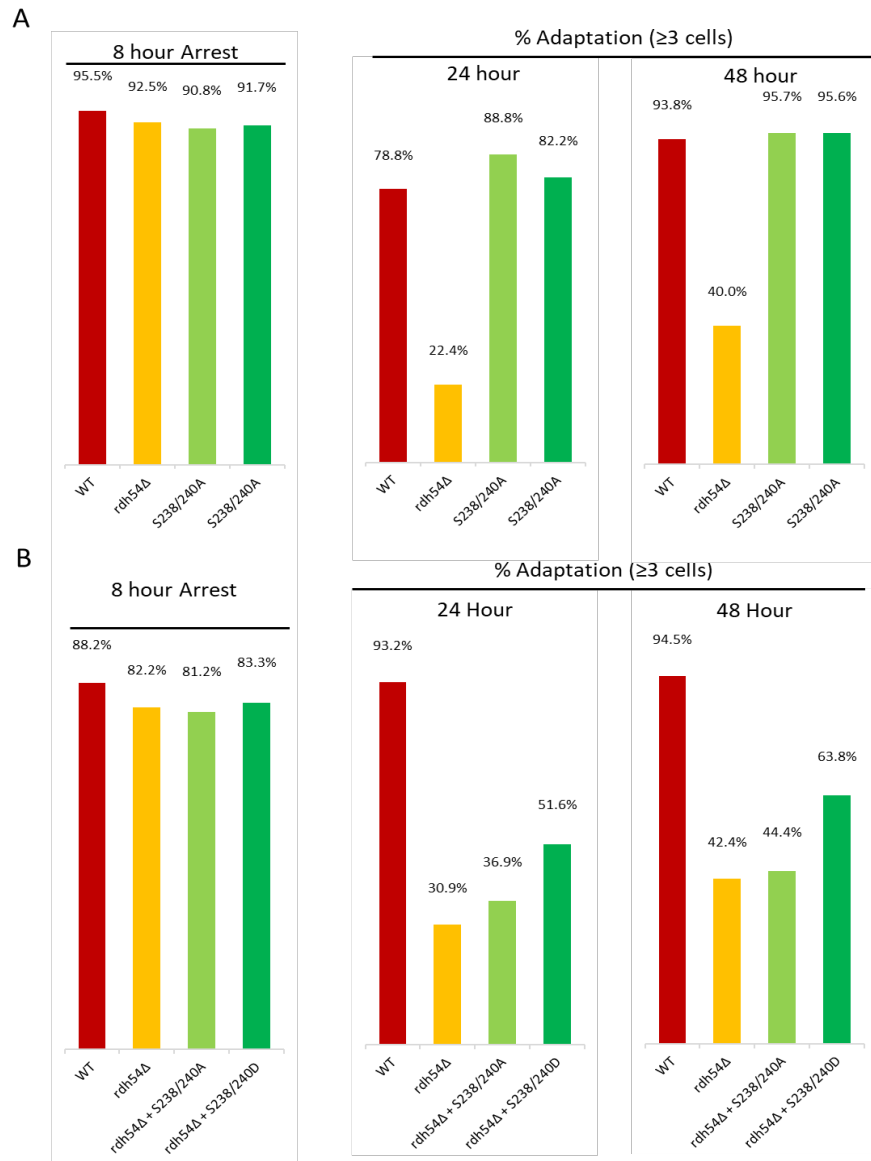 A
8 hour Arrest
95.5%
92.5%
90.8%
91.7%
WT
rdh54Δ
S238/240A
S238/240A
% Adaptation (≥3 cells)
24 hour
78.8%
22.4%
88.8%
82.2%
WT
rdh54Δ
S238/240A
S238/240A
48 hour
93.8%
40.0%
95.7%
95.6%
WT
rdh54Δ
S238/240A
S238/240A
B
8 hour Arrest
88.2%
82.2%
81.2%
83.3%
WT
rdh54Δ
rdh54Δ + S238/240A
rdh54Δ + S238/240D
% Adaptation (≥3 cells)
24 Hour
93.2%
30.9%
36.9%
51.6%
WT
rdh54Δ
rdh54Δ + S238/240A
rdh54Δ + S238/240D
48 Hour
94.5%
42.4%
44.4%
63.8%
WT
rdh54Δ
rdh54Δ + S238/240A
rdh54Δ + S238/240D